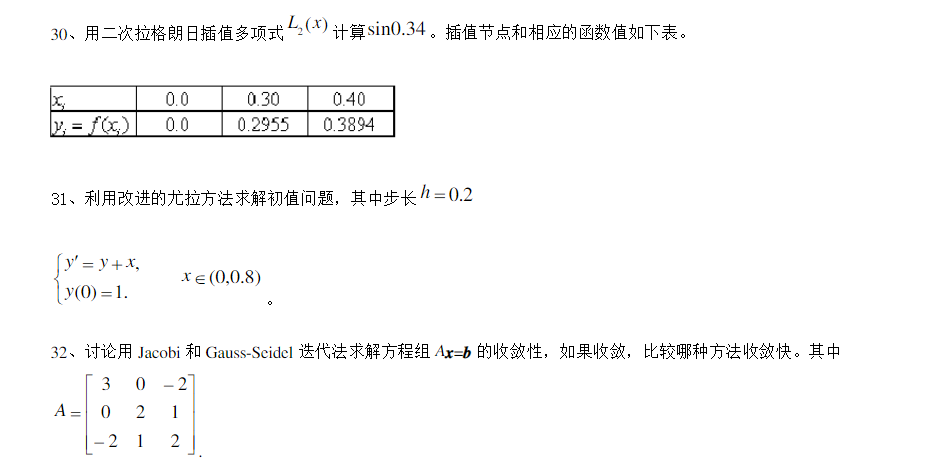 30、用二次拉格朗日插值多项式 L₂(x) 计算sin0.34。插值节点和相应的函数值如下表。
xᵢ 0.0 0.30 0.40
yᵢ = f(xᵢ) 0.0 0.2955 0.3894
31、利用改进的尤拉方法求解初值问题，其中步长 h = 0.2
{ y′ = y + x,
y(0) = 1. x ∈ (0,0.8) 。
32、讨论用 Jacobi 和 Gauss-Seidel 迭代法求解方程组 Ax=b 的收敛性，如果收敛，比较哪种方法收敛快。其中
3 0 −2
A = 0 2 1
−2 1 2 .